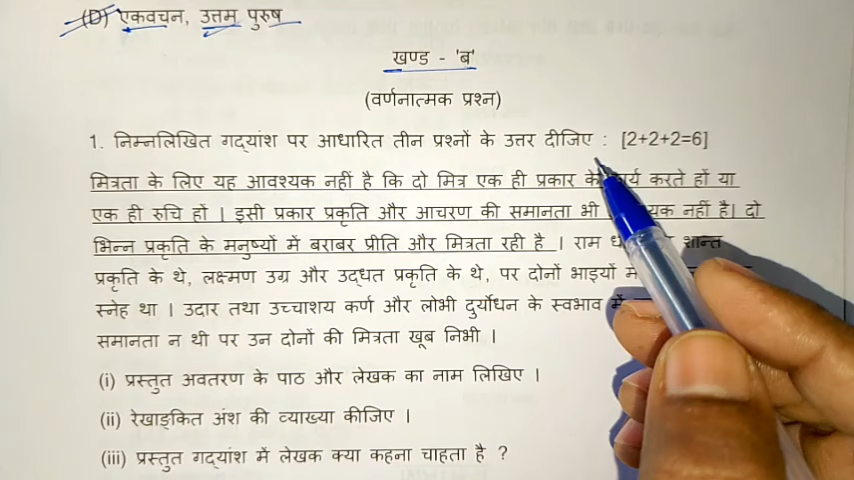 (D) एकवचन, उत्तम पुरुष
खण्ड - 'ब'
(वर्णनात्मक प्रश्न)
1. निम्नलिखित गद्यांश पर आधारित तीन प्रश्नों के उत्तर दीजिए : [2+2+2=6]
मित्रता के लिए यह आवश्यक नहीं है कि दो मित्र एक ही प्रकार के करते हों या
एक ही रुचि हों । इसी प्रकार प्रकृति और आचरण की समानता भी नहीं है। दो
भिन्न प्रकृति के मनुष्यों में बराबर प्रीति और मित्रता रही है । राम शान्त
प्रकृति के थे, लक्ष्मण उग्र और उद्धत प्रकृति के थे, पर दोनों भाइयों में
स्नेह था । उदार तथा उच्चाशय कर्ण और लोभी दुर्योधन के स्वभाव में
समानता न थी पर उन दोनों की मित्रता खूब निभी ।
(i) प्रस्तुत अवतरण के पाठ और लेखक का नाम लिखिए ।
(ii) रेखाङ्कित अंश की व्याख्या कीजिए ।
(iii) प्रस्तुत गद्यांश में लेखक क्या कहना चाहता है ?